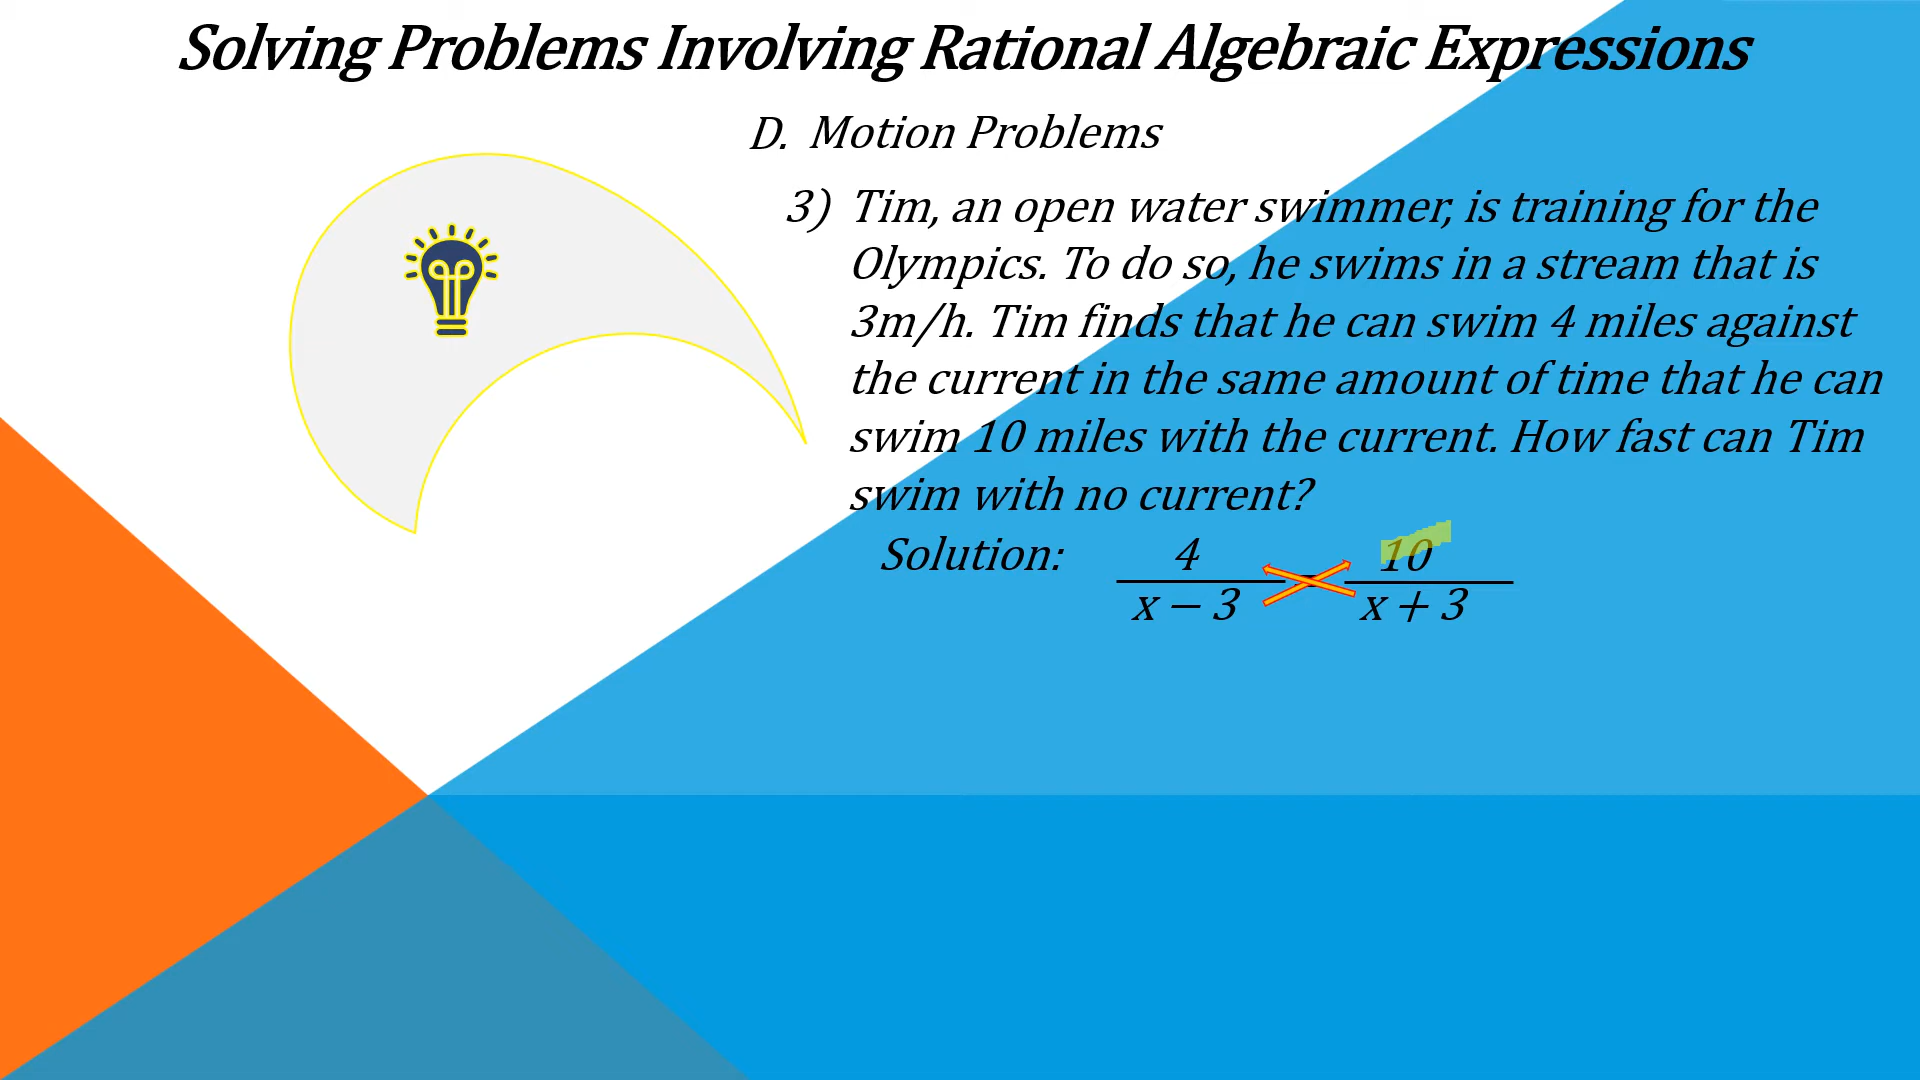 Solving Problems Involving Rational Algebraic Expressions
D. Motion Problems
3) Tim, an open water swimmer, is training for the
Olympics. To do so, he swims in a stream that is
3m/h. Tim finds that he can swim 4 miles against
the current in the same amount of time that he can
swim 10 miles with the current. How fast can Tim
swim with no current?
Solution: 4 = 10
x – 3 x + 3